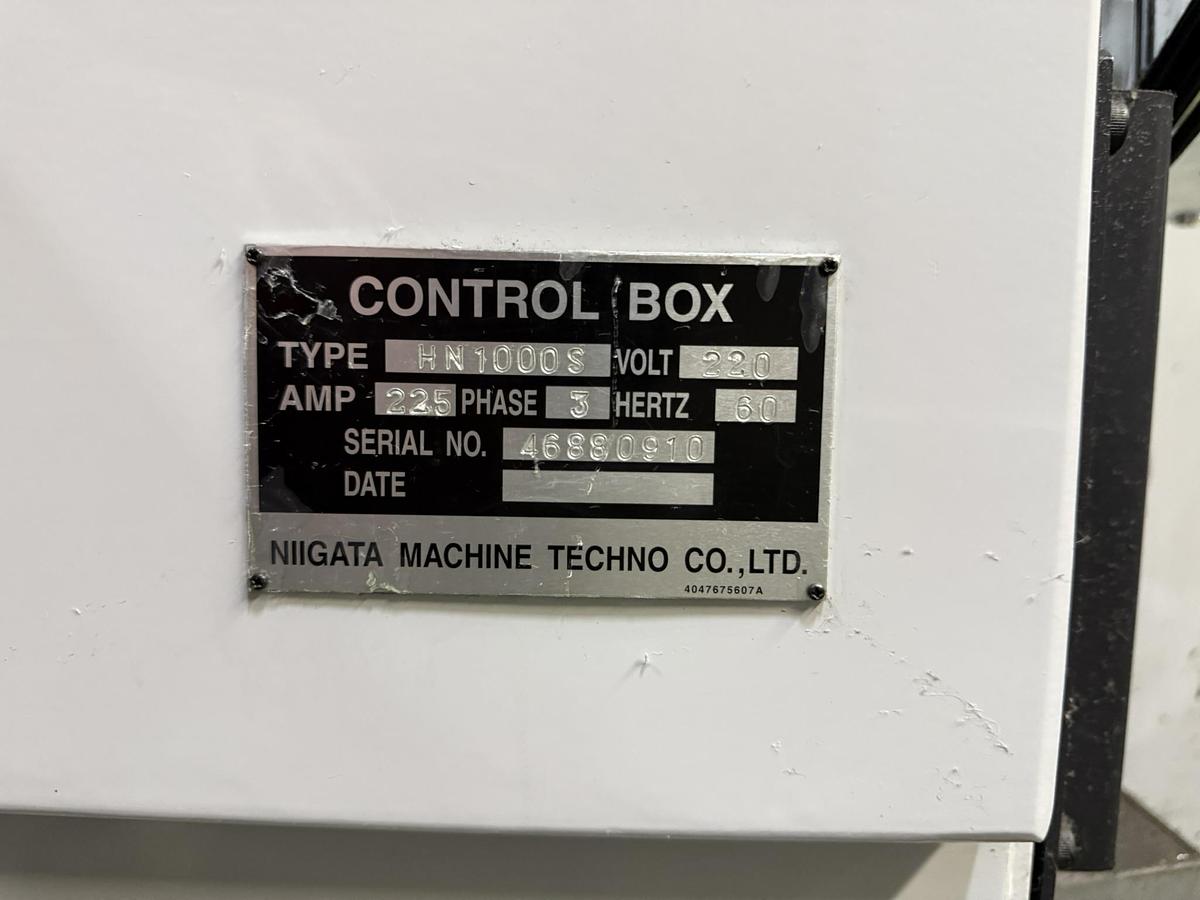 CONTROL BOX
TYPE HN1000S VOLT 220
AMP 225 PHASE 3 HERTZ 60
SERIAL NO. 46880910
DATE
NIIGATA MACHINE TECHNO CO.,LTD.
4047675607A